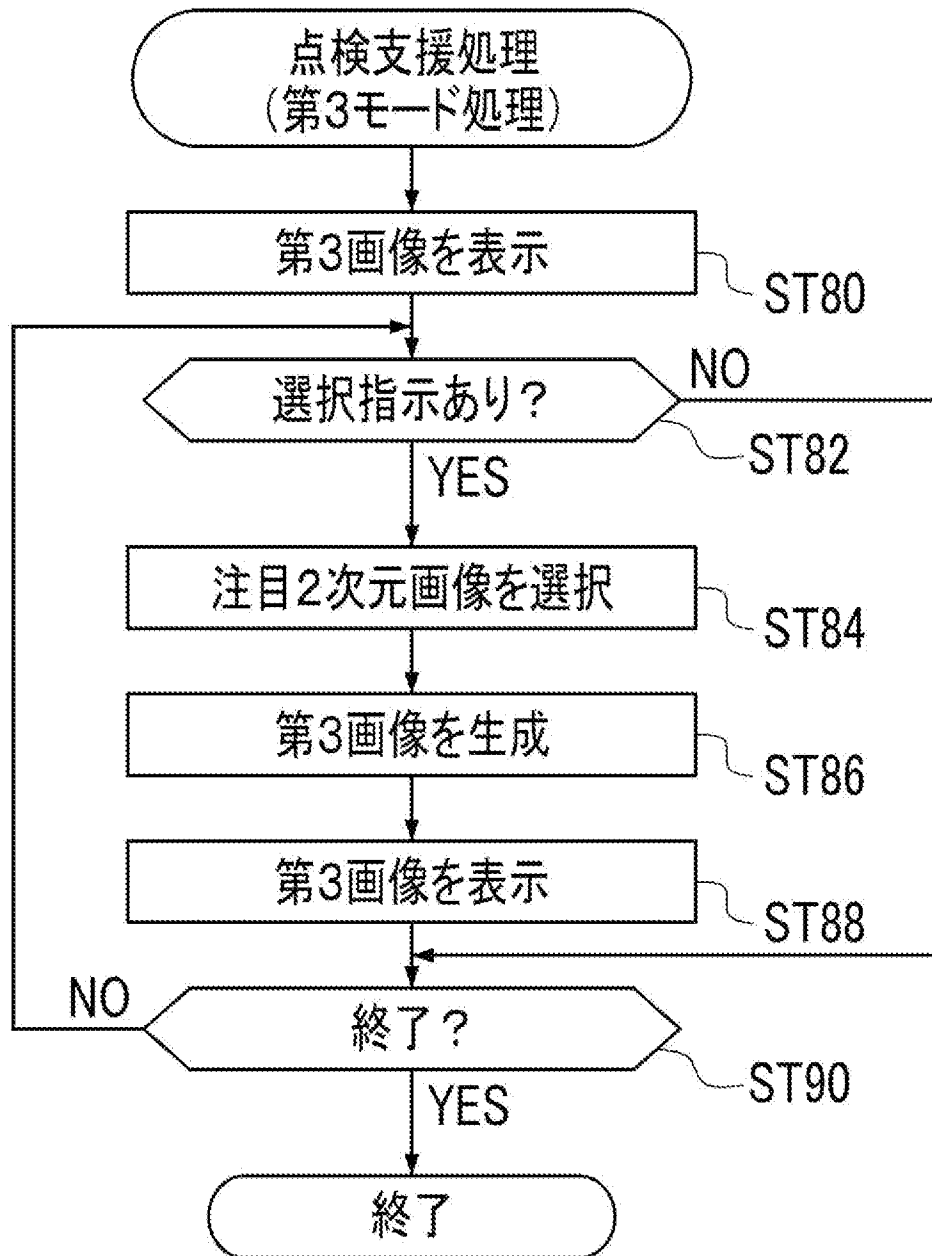 点検支援処理
(第3モード処理)
第3画像を表示
ST80
選択指示あり?
NO
ST82
YES
注目2次元画像を選択
ST84
第3画像を生成
ST86
第3画像を表示
ST88
NO
終了?
ST90
YES
終了